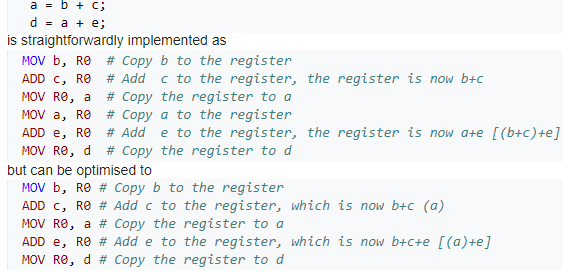 a = b + c;
d = a + e;
is straightforwardly implemented as
MOV b, R0 # Copy b to the register
ADD c, R0 # Add  c to the register, the register is now b+c
MOV R0, a # Copy the register to a
MOV a, R0 # Copy a to the register
ADD e, R0 # Add  e to the register, the register is now a+e [(b+c)+e]
MOV R0, d # Copy the register to d
but can be optimised to
MOV b, R0 # Copy b to the register
ADD c, R0 # Add c to the register, which is now b+c (a)
MOV R0, a # Copy the register to a
ADD e, R0 # Add e to the register, which is now b+c+e [(a)+e]
MOV R0, d # Copy the register to d